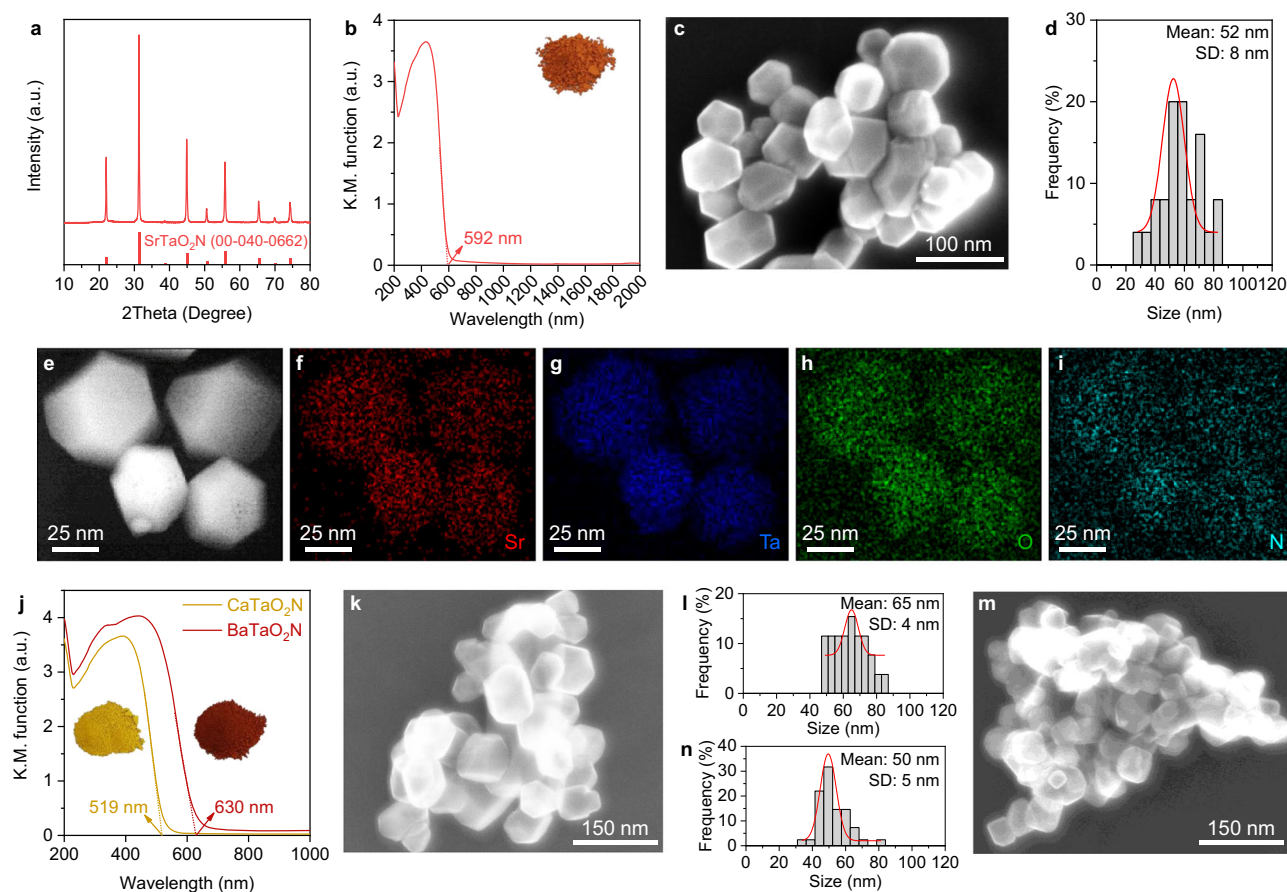 a
Intensity (a.u.)
SrTaO₂N (00-040-0662)
10 20 30 40 50 60 70 80
2Theta (Degree)
b
K.M. function (a.u.)
4
3
2
1
0
592 nm
200 400 600 800 1000 1200 1400 1600 1800 2000
Wavelength (nm)
c
100 nm
d
Mean: 52 nm
SD: 8 nm
Frequency (%)
30
20
10
0
0 20 40 60 80 100 120
Size (nm)
e
25 nm
f
25 nm
Sr
g
25 nm
Ta
h
25 nm
O
i
25 nm
N
j
CaTaO₂N
BaTaO₂N
K.M. function (a.u.)
4
3
2
1
0
519 nm
630 nm
200 400 600 800 1000
Wavelength (nm)
k
150 nm
l
Mean: 65 nm
SD: 4 nm
Frequency (%)
20
15
10
5
0
0 20 40 60 80 100 120
Size (nm)
n
Mean: 50 nm
SD: 5 nm
Frequency (%)
40
30
20
10
0
0 20 40 60 80 100 120
Size (nm)
m
150 nm